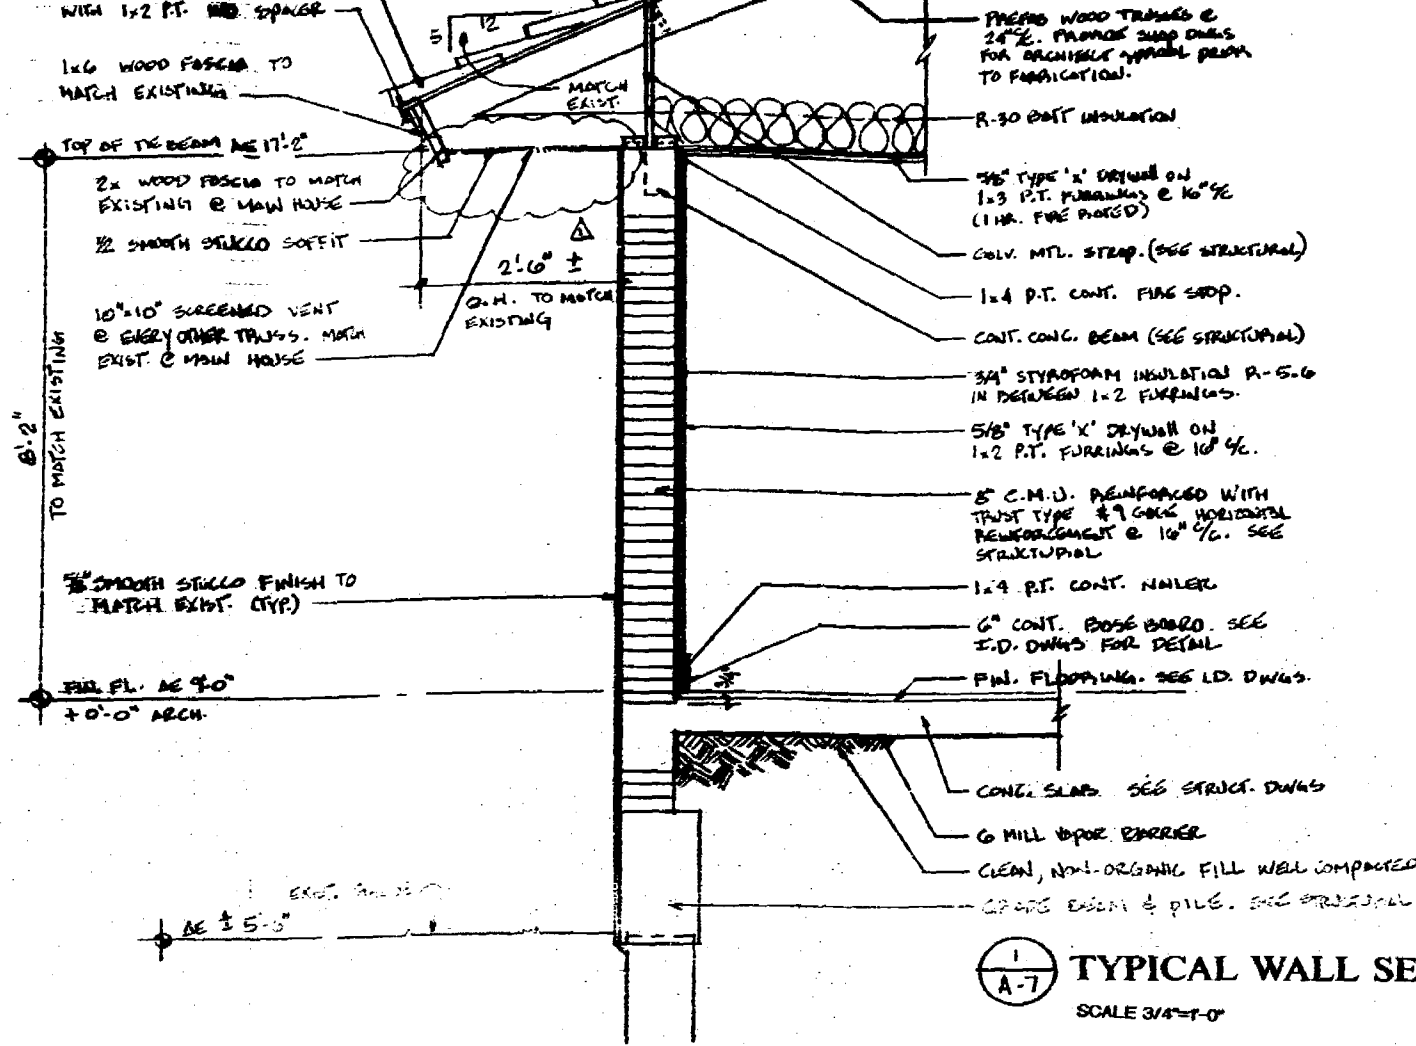 WITH 1x2 P.T. SPACER
1x6 WOOD FASCIA TO
MATCH EXISTING
TOP OF TIE BEAM AE 17'-2"
2x WOOD FASCIA TO MATCH
EXISTING @ MAIN HOUSE
1/2 SMOOTH STUCCO SOFFIT
10"x10" SCREENED VENT
@ EVERY OTHER TRUSS. MATCH
EXIST. @ MAIN HOUSE
8'-2"
TO MATCH EXISTING
5/8" SMOOTH STUCCO FINISH TO
MATCH EXIST. (TYP.)
FIN. FL. AE 9'-0"
+0'-0" ARCH.
EXIST.
AE ± 5'-0"
12
5
MATCH
EXIST.
1
2'-6" ±
O.H. TO MATCH
EXISTING
3/4"
PREFAB WOOD TRUSSES @
24" C/C. PROVIDE SHOP DWGS
FOR ARCHITECT APPROVAL PRIOR
TO FABRICATION.
R-30 BATT INSULATION
5/8" TYPE 'X' DRYWALL ON
1x3 P.T. FURRINGS @ 16" C/C
(1 HR. FIRE RATED)
GALV. MTL. STRAP. (SEE STRUCTURAL)
1x4 P.T. CONT. FIRE STOP.
CONT. CONC. BEAM (SEE STRUCTURAL)
3/4" STYROFOAM INSULATION R-5.6
IN BETWEEN 1x2 FURRINGS.
5/8" TYPE 'X' DRYWALL ON
1x2 P.T. FURRINGS @ 16" C/C.
8" C.M.U. REINFORCED WITH
TRUST TYPE #9 GAGE HORIZONTAL
REINFORCEMENT @ 16" C/C. SEE
STRUCTURAL
1x4 P.T. CONT. NAILER
6" CONT. BASE BOARD. SEE
I.D. DWGS FOR DETAIL
FIN. FLOORING. SEE I.D. DWGS.
CONC. SLAB. SEE STRUCT. DWGS
6 MILL VAPOR BARRIER
CLEAN, NON-ORGANIC FILL WELL COMPACTED
GRADE BEAM & PILE. SEE STRUCTURAL
1
A-7
TYPICAL WALL SE
SCALE 3/4"=1'-0"